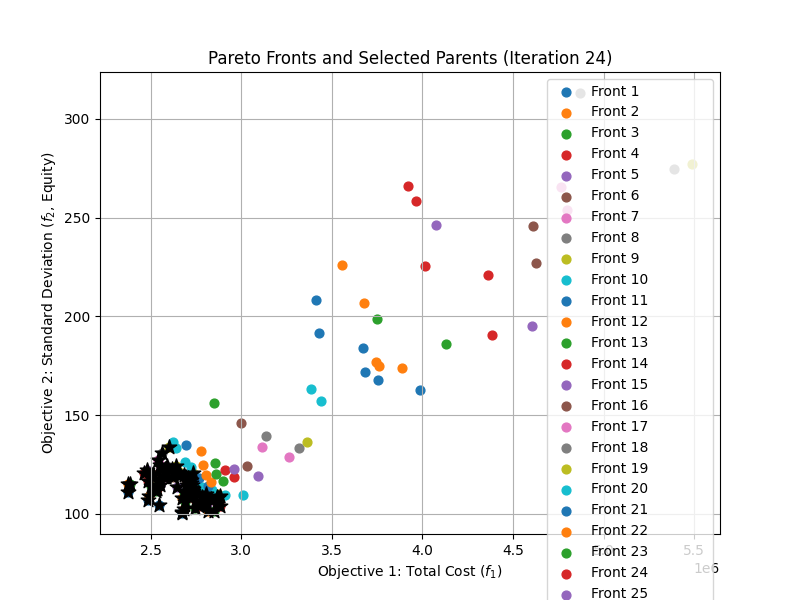 Pareto Fronts and Selected Parents (Iteration 24)
300
250
200
150
100
Objective 2: Standard Deviation (f2, Equity)
2.5 3.0 3.5 4.0 4.5 5.5
1e6
Objective 1: Total Cost (f1)
Front 1
Front 2
Front 3
Front 4
Front 5
Front 6
Front 7
Front 8
Front 9
Front 10
Front 11
Front 12
Front 13
Front 14
Front 15
Front 16
Front 17
Front 18
Front 19
Front 20
Front 21
Front 22
Front 23
Front 24
Front 25